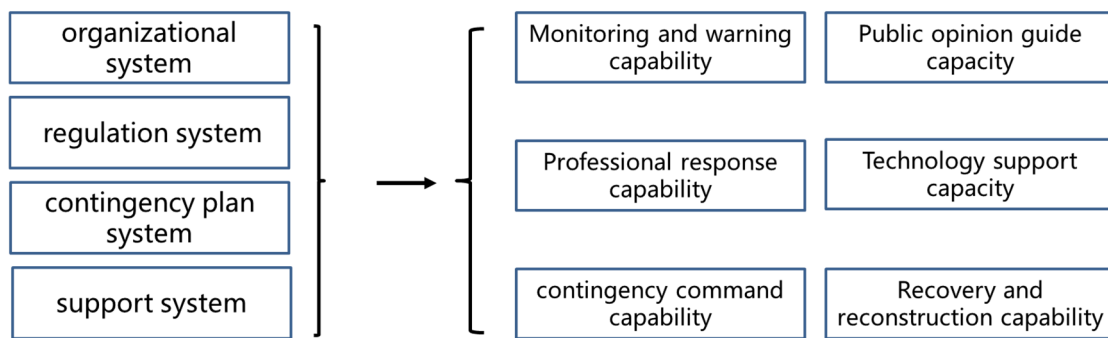 organizational
system
regulation system
contingency plan
system
support system
Monitoring and warning
capability
Public opinion guide
capacity
Professional response
capability
Technology support
capacity
contingency command
capability
Recovery and
reconstruction capability